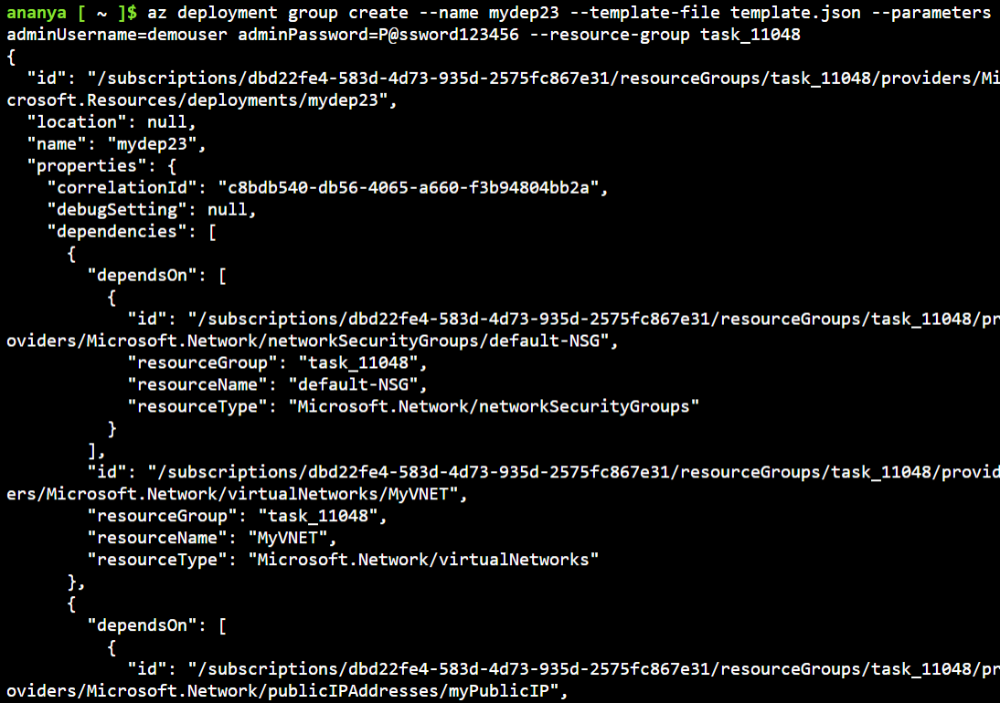 ananya [ ~ ]$ az deployment group create --name mydep23 --template-file template.json --parameters
adminUsername=demouser adminPassword=P@ssword123456 --resource-group task_11048
{
  "id": "/subscriptions/dbd22fe4-583d-4d73-935d-2575fc867e31/resourceGroups/task_11048/providers/Mi
crosoft.Resources/deployments/mydep23",
  "location": null,
  "name": "mydep23",
  "properties": {
    "correlationId": "c8bdb540-db56-4065-a660-f3b94804bb2a",
    "debugSetting": null,
    "dependencies": [
      {
        "dependsOn": [
          {
            "id": "/subscriptions/dbd22fe4-583d-4d73-935d-2575fc867e31/resourceGroups/task_11048/pr
oviders/Microsoft.Network/networkSecurityGroups/default-NSG",
            "resourceGroup": "task_11048",
            "resourceName": "default-NSG",
            "resourceType": "Microsoft.Network/networkSecurityGroups"
          }
        ],
        "id": "/subscriptions/dbd22fe4-583d-4d73-935d-2575fc867e31/resourceGroups/task_11048/provid
ers/Microsoft.Network/virtualNetworks/MyVNET",
        "resourceGroup": "task_11048",
        "resourceName": "MyVNET",
        "resourceType": "Microsoft.Network/virtualNetworks"
      },
      {
        "dependsOn": [
          {
            "id": "/subscriptions/dbd22fe4-583d-4d73-935d-2575fc867e31/resourceGroups/task_11048/pr
oviders/Microsoft.Network/publicIPAddresses/myPublicIP",